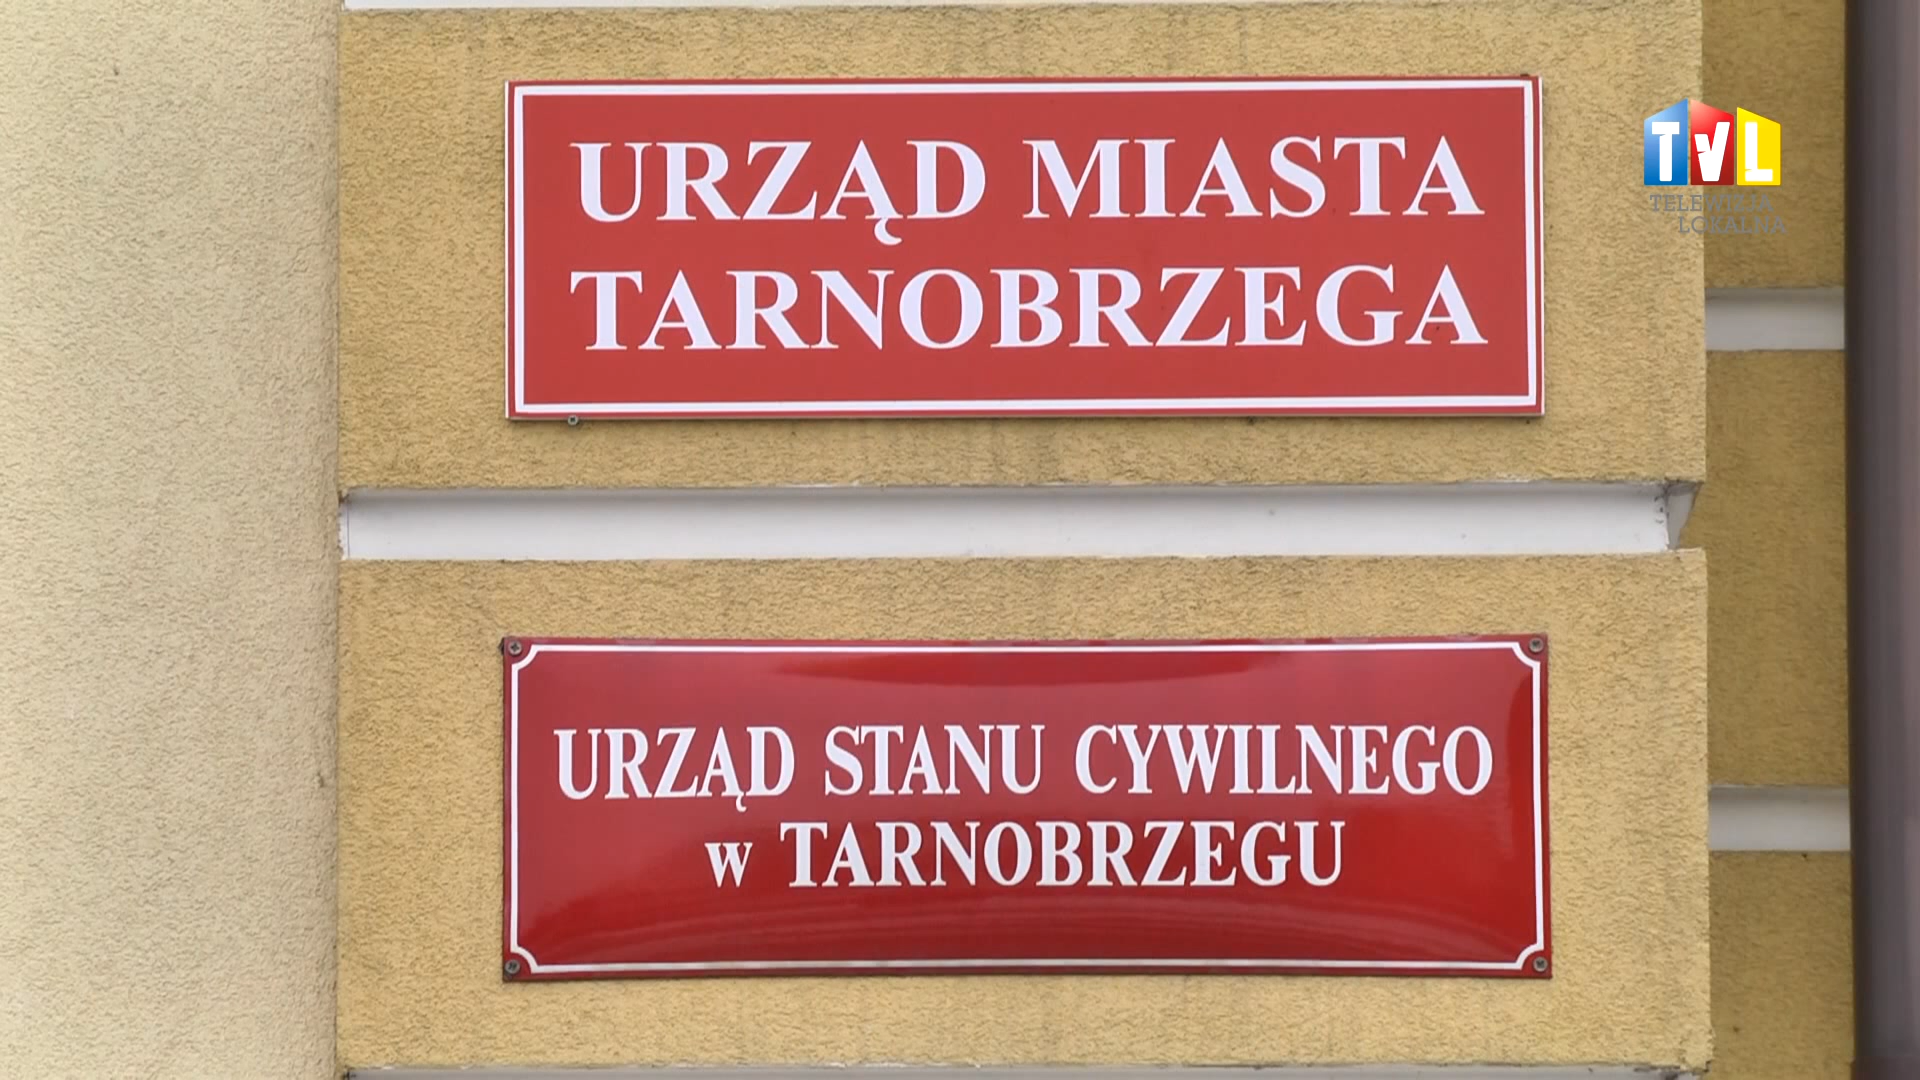 URZĄD MIASTA
TARNOBRZEGA
TVL
TELEWIZJA
LOKALNA
URZĄD STANU CYWILNEGO
w TARNOBRZEGU